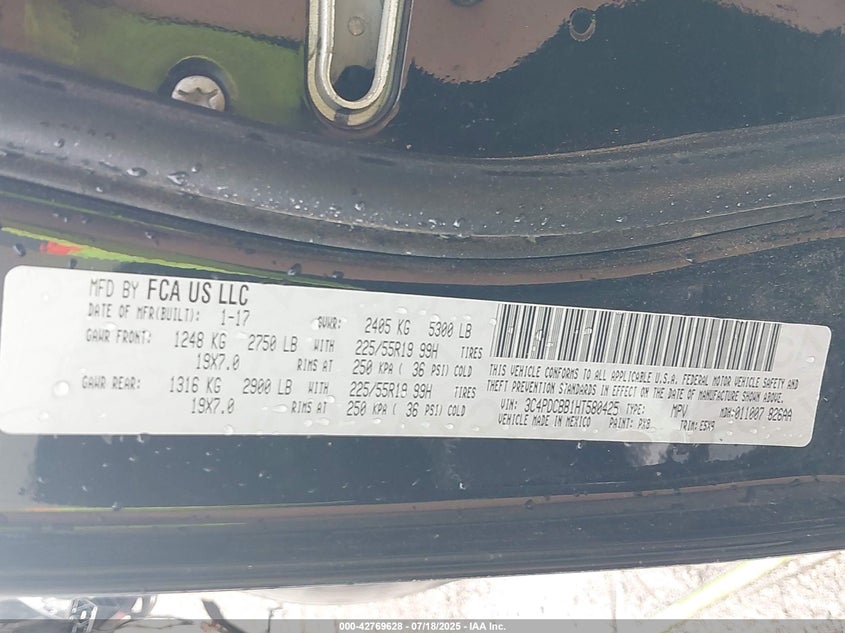 MFD BY FCA US LLC
DATE OF MFR(BUILT): 1-17 GVWR: 2405 KG 5300 LB
GAWR FRONT: 1248 KG 2750 LB WITH 225/55R19 99H TIRES
19X7.0 RIMS AT 250 KPA ( 36 PSI) COLD
GAWR REAR: 1316 KG 2900 LB WITH 225/55R19 99H TIRES
19X7.0 RIMS AT 250 KPA ( 36 PSI) COLD
THIS VEHICLE CONFORMS TO ALL APPLICABLE U.S.A. FEDERAL MOTOR VEHICLE SAFETY AND
THEFT PREVENTION STANDARDS IN EFFECT ON THE DATE OF MANUFACTURE SHOWN ABOVE.
VIN: 3C4PDCBB1HT580425 TYPE: MPV MDH: 011007 826AA
VEHICLE MADE IN MEXICO PAINT: PX8 TRIM: E5X9
000-42769628 - 07/18/2025 - IAA Inc.